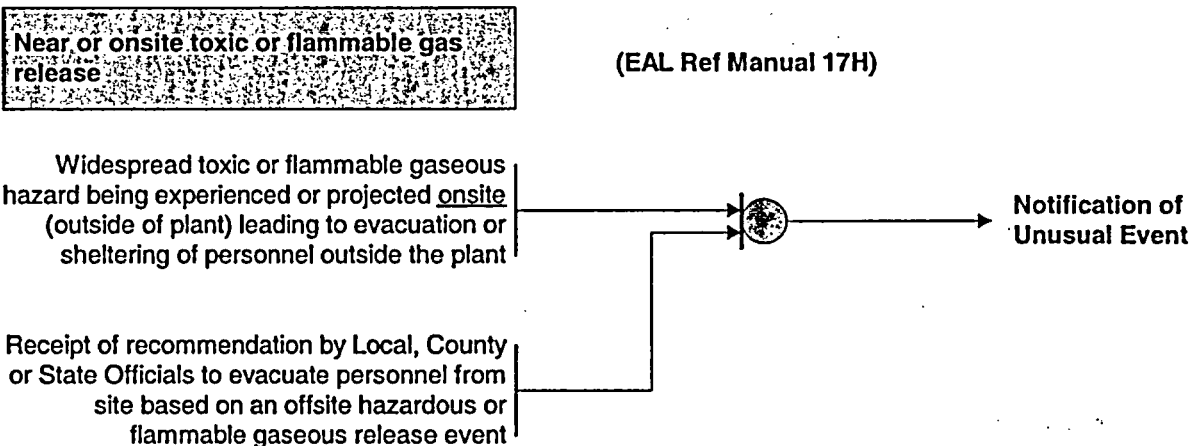 Near or onsite toxic or flammable gas
release
(EAL Ref Manual 17H)
Widespread toxic or flammable gaseous
hazard being experienced or projected onsite
(outside of plant) leading to evacuation or
sheltering of personnel outside the plant
Notification of
Unusual Event
Receipt of recommendation by Local, County
or State Officials to evacuate personnel from
site based on an offsite hazardous or
flammable gaseous release event